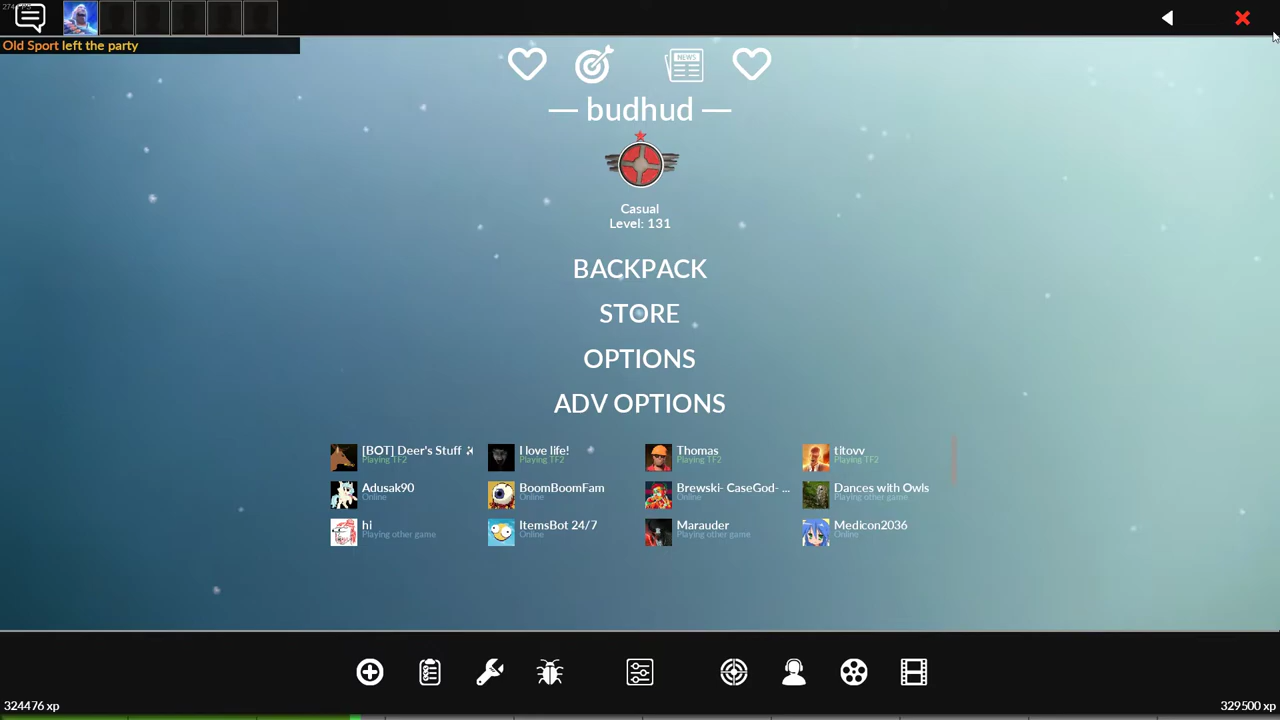 274 FPS
Old Sport left the party
NEWS
— budhud —
Casual
Level: 131
BACKPACK
STORE
OPTIONS
ADV OPTIONS
[BOT] Deer's Stuff
Playing TF2
I love life!
Playing TF2
Thomas
Playing TF2
titovv
Playing TF2
Adusak90
Online
BoomBoomFam
Online
Brewski- CaseGod- ...
Online
Dances with Owls
Playing other game
hi
Playing other game
ItemsBot 24/7
Online
Marauder
Playing other game
Medicon2036
Online
324476 xp
329500 xp